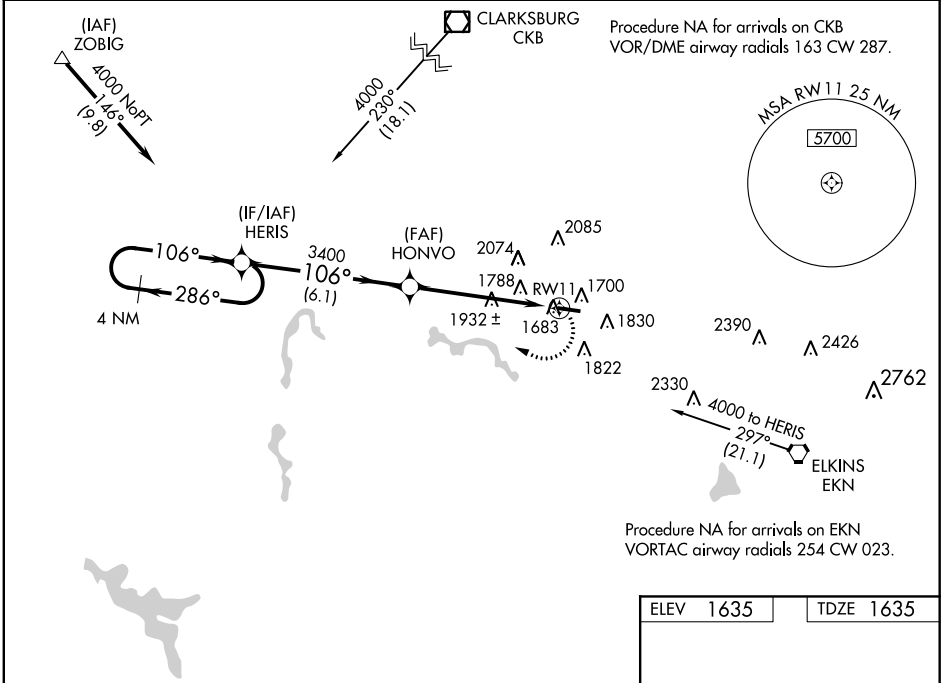 (IAF)
ZOBIG
4000 NoPT
146°
(9.8)
CLARKSBURG
CKB
4000
230°
(18.1)
Procedure NA for arrivals on CKB
VOR/DME airway radials 163 CW 287.
MSA RW11 25 NM
5700
(IF/IAF)
HERIS
106°
286°
4 NM
3400
106°
(6.1)
(FAF)
HONVO
2074
2085
1788
RW11
1700
1932 ±
1683
1830
1822
2390
2426
2762
2330
4000 to HERIS
297°
(21.1)
ELKINS
EKN
Procedure NA for arrivals on EKN
VORTAC airway radials 254 CW 023.
ELEV 1635
TDZE 1635